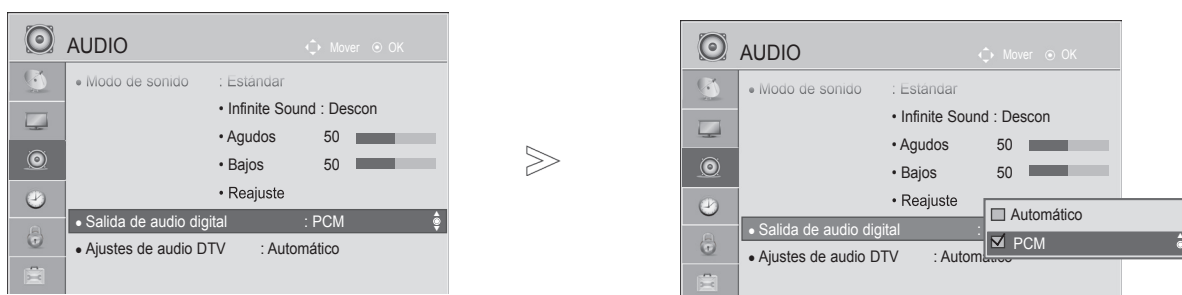 AUDIO
Mover OK
• Modo de sonido : Estándar
• Infinite Sound : Descon
• Agudos 50
• Bajos 50
• Reajuste
• Salida de audio digital : PCM
• Ajustes de audio DTV : Automático
AUDIO
Mover OK
• Modo de sonido : Estándar
• Infinite Sound : Descon
• Agudos 50
• Bajos 50
• Reajuste
• Salida de audio digital :
• Ajustes de audio DTV : Automático
Automático
PCM